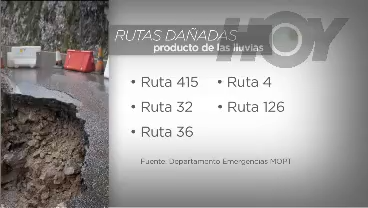 RUTAS DAÑADAS
producto de las lluvias
HOY
• Ruta 415
• Ruta 32
• Ruta 36
• Ruta 4
• Ruta 126
Fuente: Departamento Emergencias MOPT